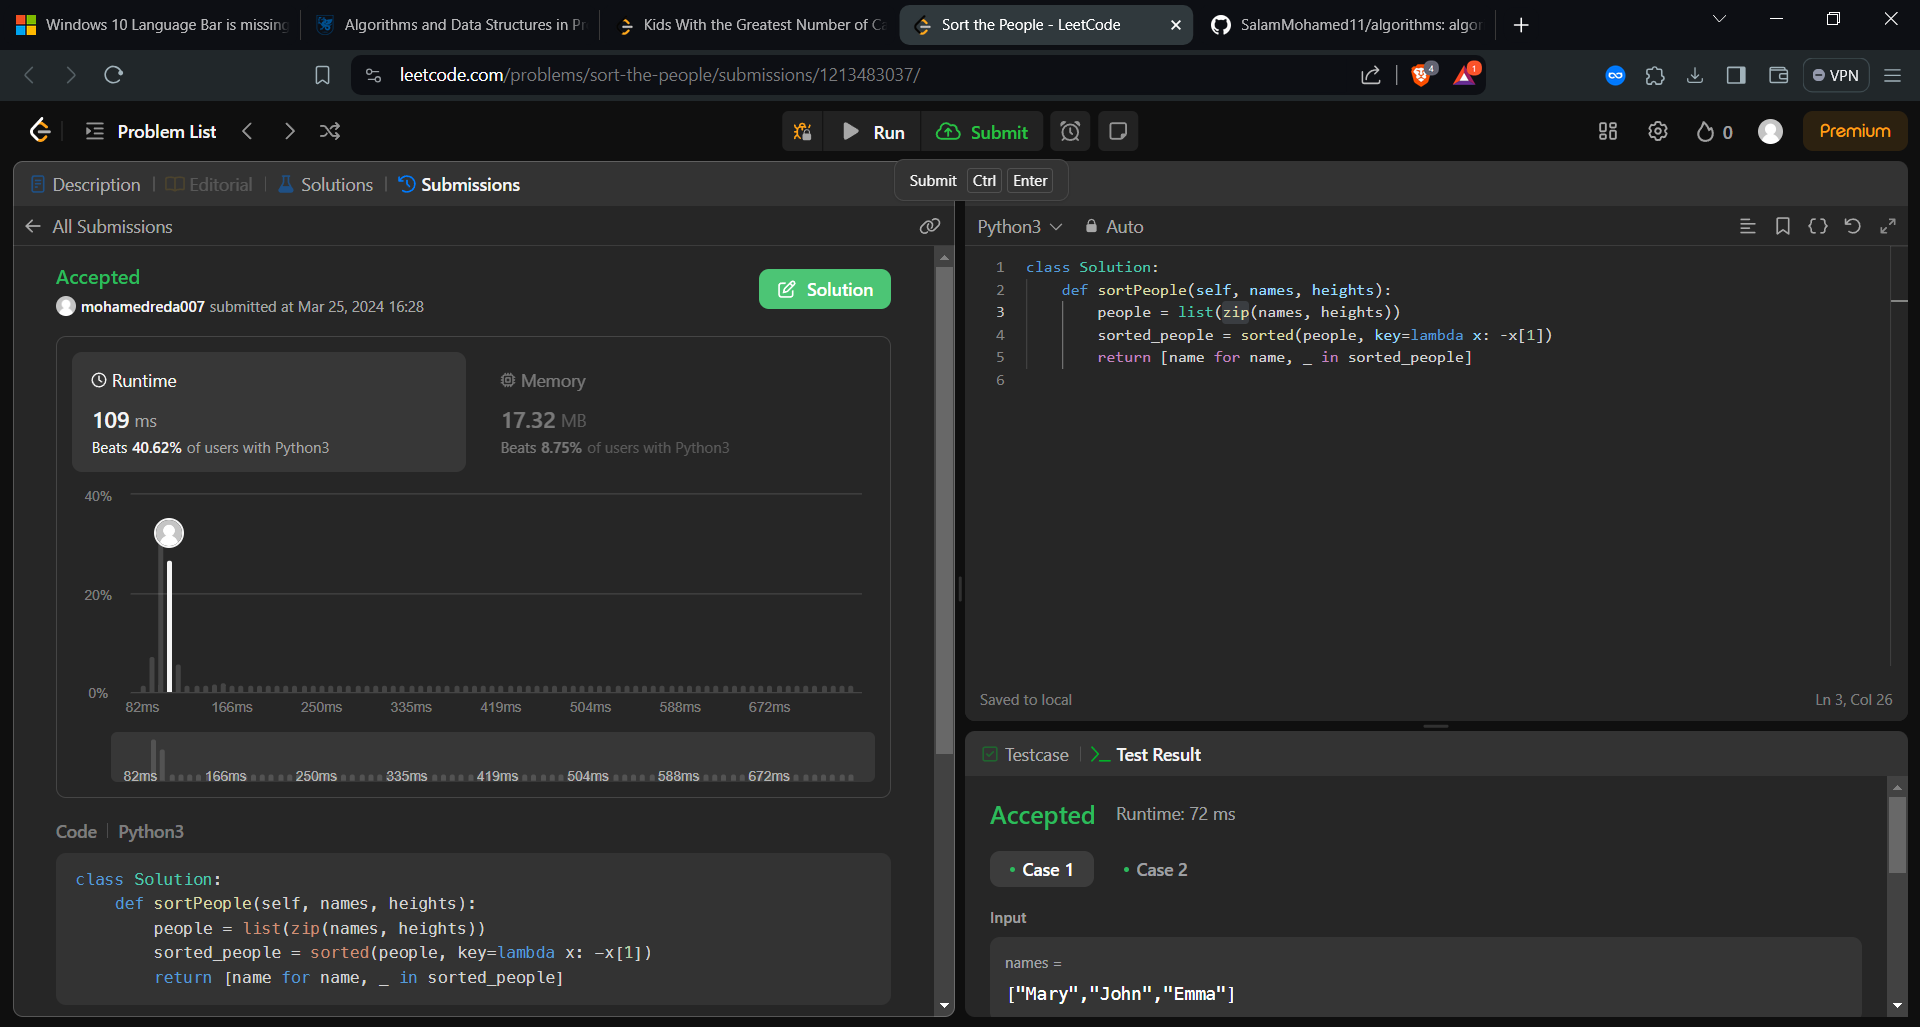 Windows 10 Language Bar is missing
Algorithms and Data Structures in P
Kids With the Greatest Number of Ca
Sort the People - LeetCode
SalamMohamed11/algorithms: algor
leetcode.com/problems/sort-the-people/submissions/1213483037/
4
1
VPN
Problem List
Run
Submit
0
Premium
Description
Editorial
Solutions
Submissions
Submit Ctrl Enter
All Submissions
Python3
Auto
Accepted
mohamedreda007 submitted at Mar 25, 2024 16:28
Solution
Runtime
109 ms
Beats 40.62% of users with Python3
Memory
17.32 MB
Beats 8.75% of users with Python3
40%
20%
0%
82ms 166ms 250ms 335ms 419ms 504ms 588ms 672ms
82ms 166ms 250ms 335ms 419ms 504ms 588ms 672ms
Code | Python3
class Solution:
def sortPeople(self, names, heights):
people = list(zip(names, heights))
sorted_people = sorted(people, key=lambda x: -x[1])
return [name for name, _ in sorted_people]
1 class Solution:
2 def sortPeople(self, names, heights):
3 people = list(zip(names, heights))
4 sorted_people = sorted(people, key=lambda x: -x[1])
5 return [name for name, _ in sorted_people]
6
Saved to local
Ln 3, Col 26
Testcase
Test Result
Accepted
Runtime: 72 ms
Case 1
Case 2
Input
names =
["Mary","John","Emma"]